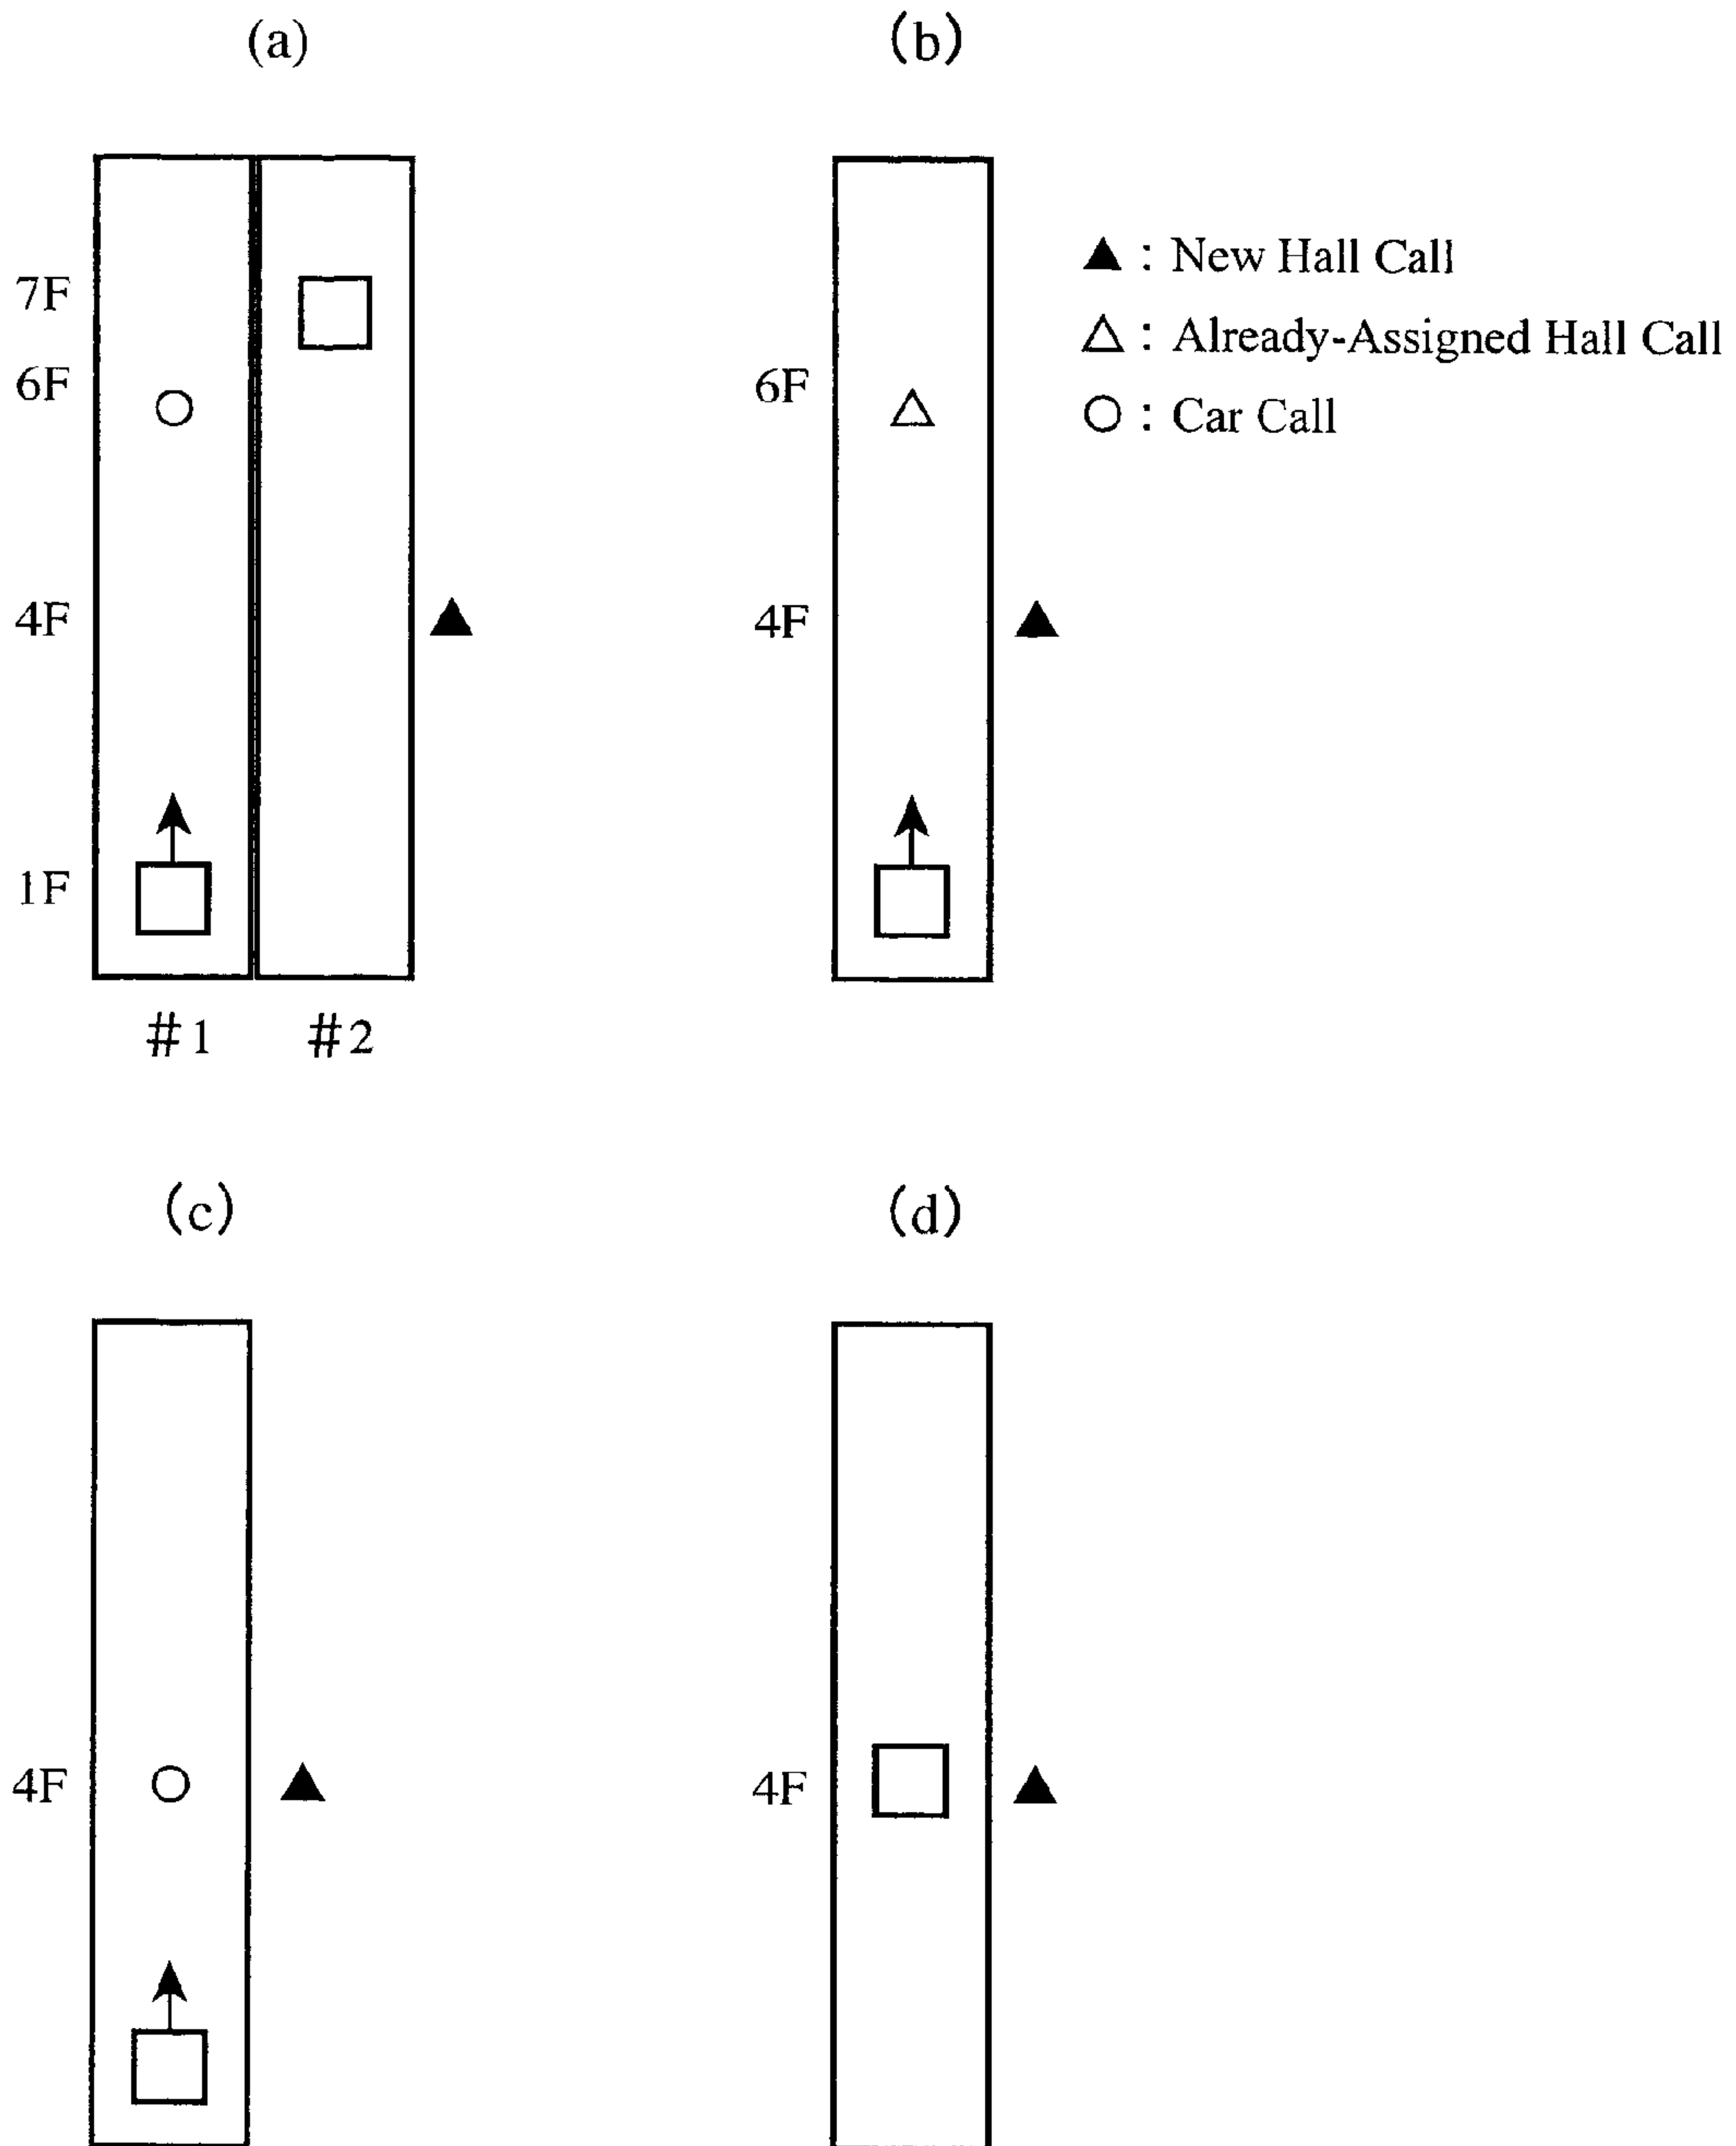 (a)
7F
6F
4F
1F
#1 #2
(b)
6F
4F
▲ : New Hall Call
△ : Already-Assigned Hall Call
○ : Car Call
(c)
4F
(d)
4F